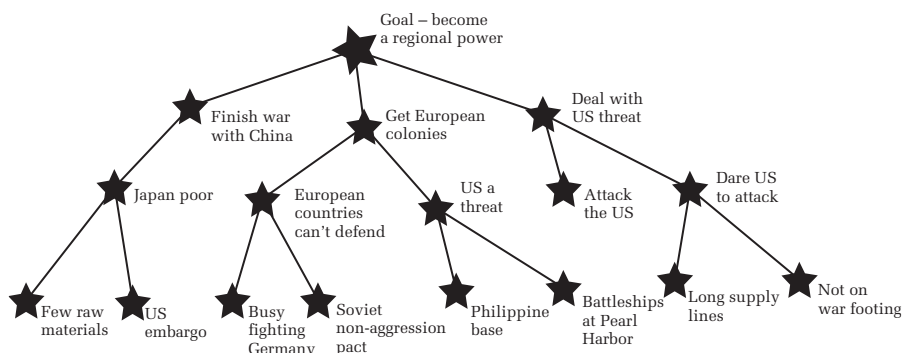 Goal – become
a regional power
Finish war
with China
Get European
colonies
Deal with
US threat
Japan poor
European
countries
can't defend
US a
threat
Attack
the US
Dare US
to attack
Few raw
materials
US
embargo
Busy
fighting
Germany
Soviet
non-aggression
pact
Philippine
base
Battleships
at Pearl
Harbor
Long supply
lines
Not on
war footing